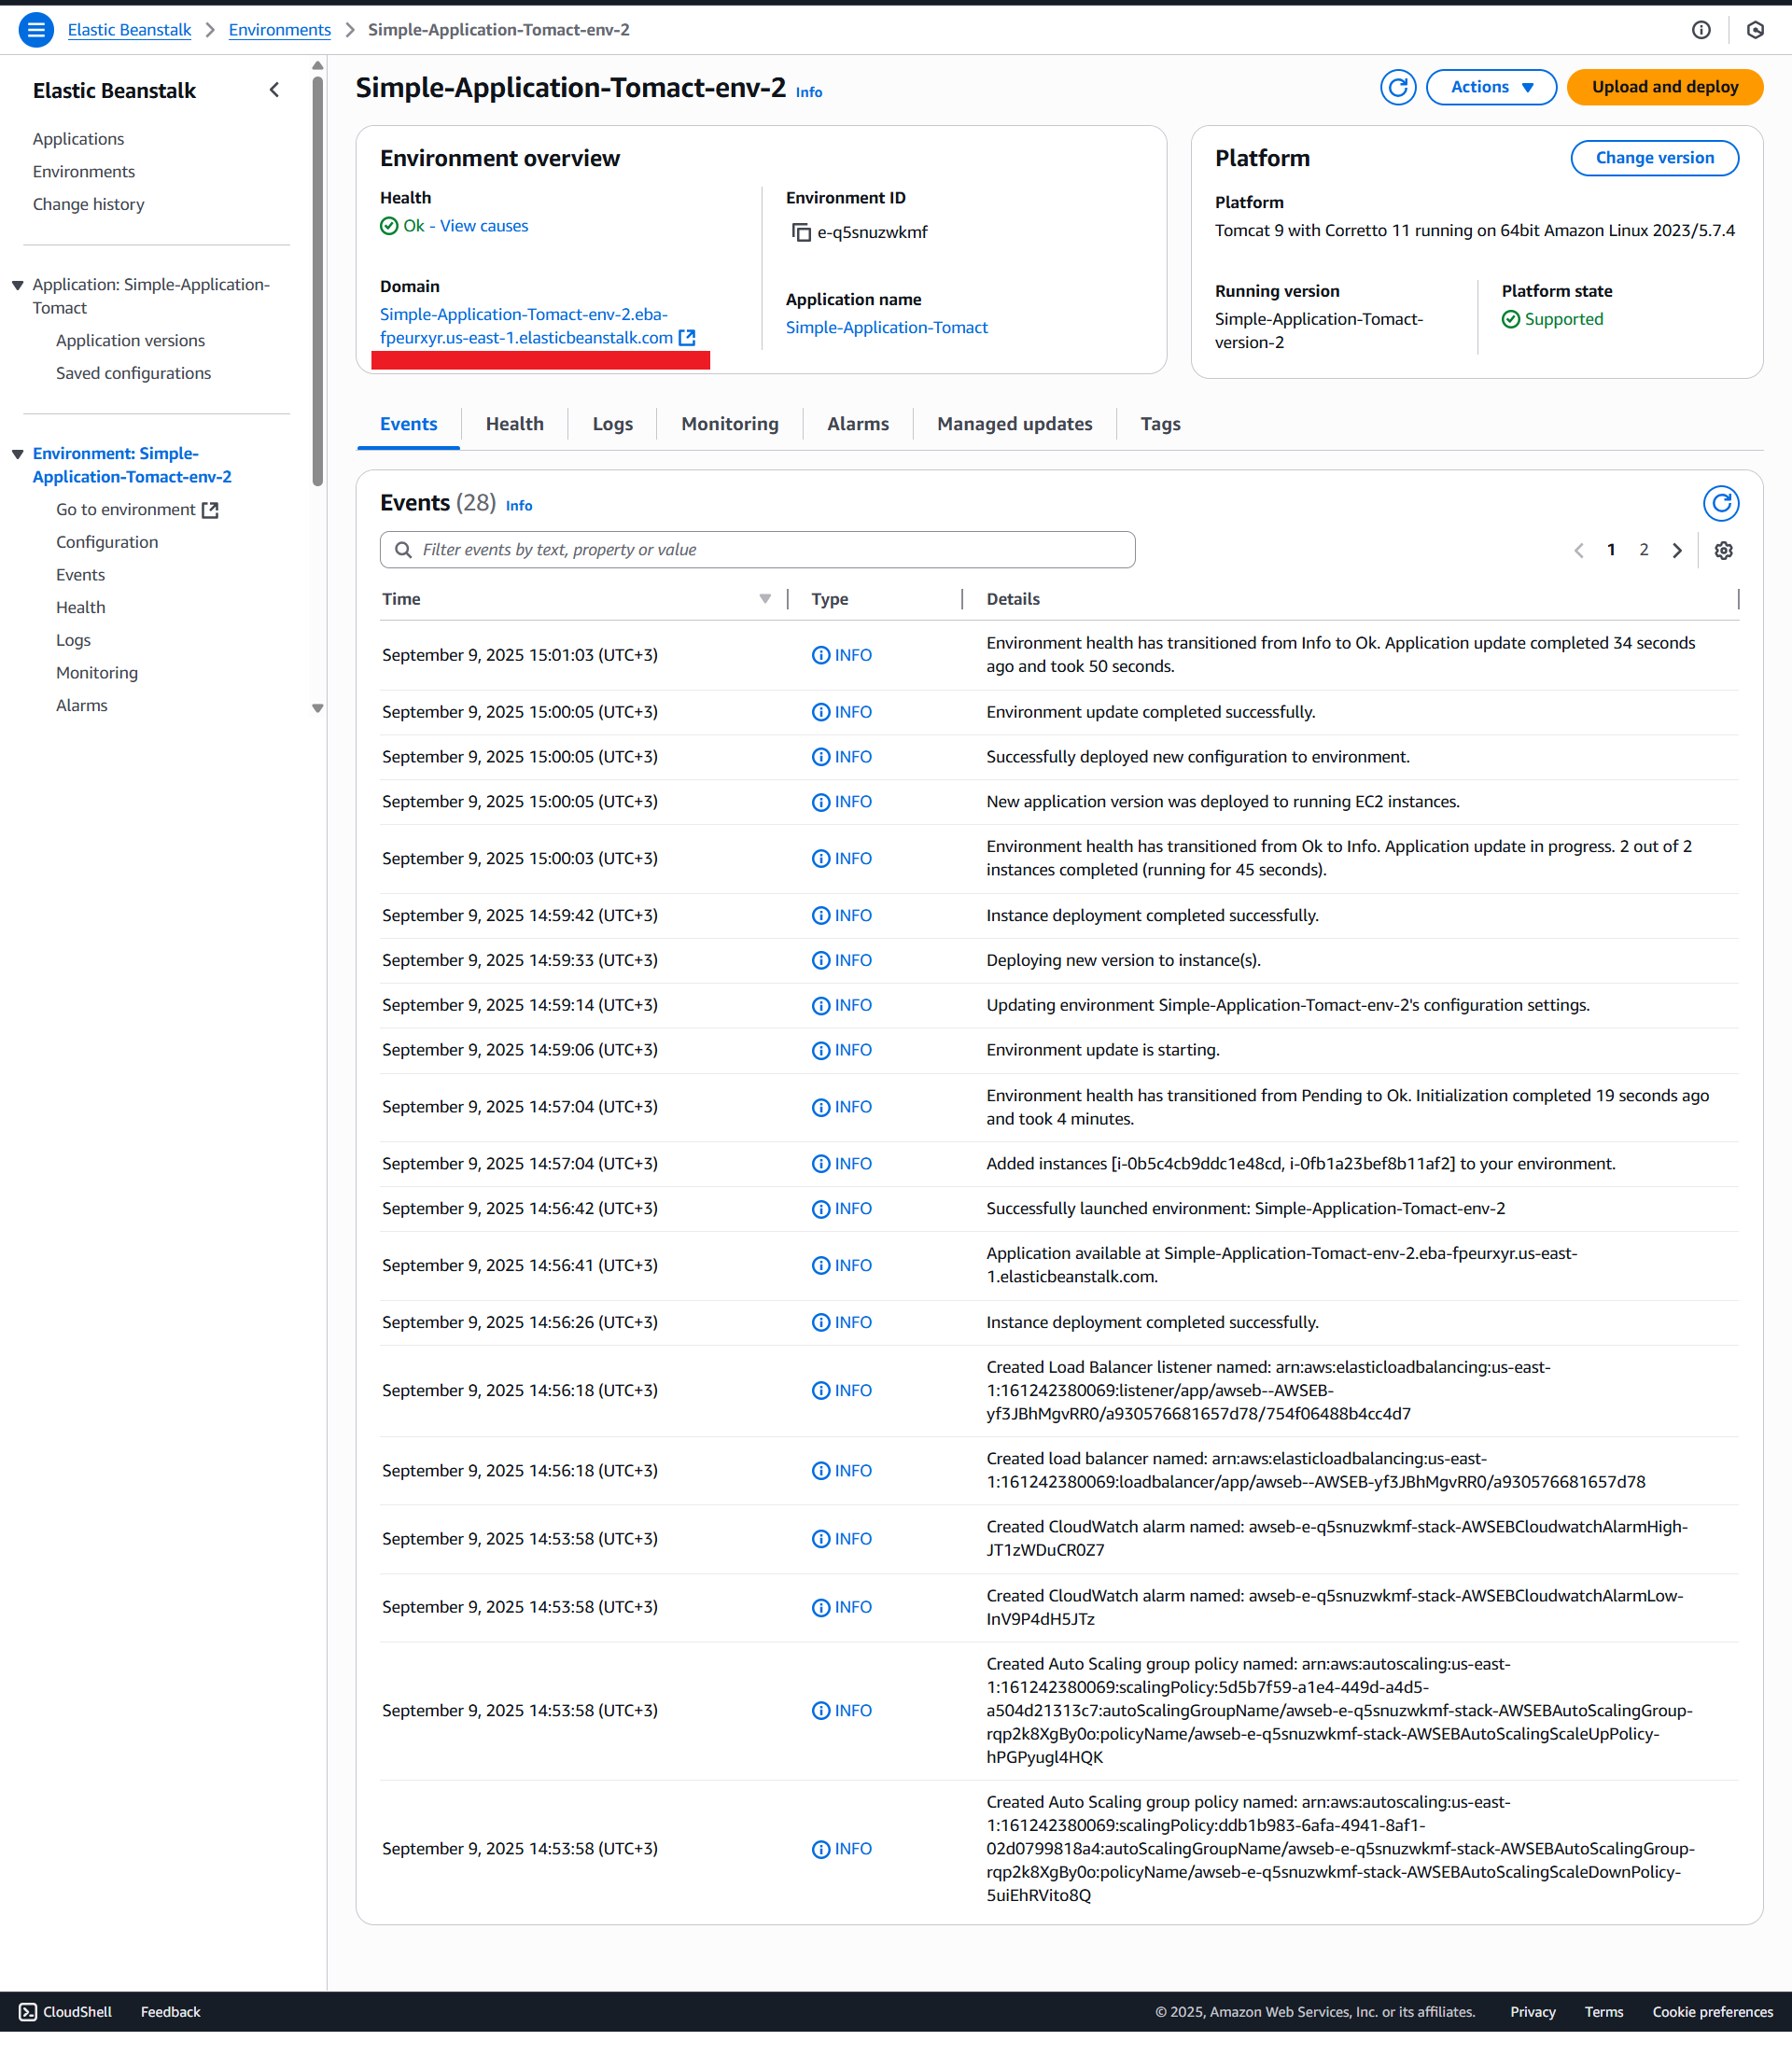 Elastic Beanstalk > Environments > Simple-Application-Tomact-env-2
Elastic Beanstalk
Applications
Environments
Change history
Application: Simple-Application-
Tomact
Application versions
Saved configurations
Environment: Simple-
Application-Tomact-env-2
Go to environment
Configuration
Events
Health
Logs
Monitoring
Alarms
Simple-Application-Tomact-env-2 Info
Actions
Upload and deploy
Environment overview
Health
Ok - View causes
Domain
Simple-Application-Tomact-env-2.eba-
fpeurxyr.us-east-1.elasticbeanstalk.com
Environment ID
e-q5snuzwkmf
Application name
Simple-Application-Tomact
Platform
Change version
Platform
Tomcat 9 with Corretto 11 running on 64bit Amazon Linux 2023/5.7.4
Running version
Simple-Application-Tomact-
version-2
Platform state
Supported
Events Health Logs Monitoring Alarms Managed updates Tags
Events (28) Info
Filter events by text, property or value
1 2
Time Type Details
September 9, 2025 15:01:03 (UTC+3) INFO Environment health has transitioned from Info to Ok. Application update completed 34 seconds
ago and took 50 seconds.
September 9, 2025 15:00:05 (UTC+3) INFO Environment update completed successfully.
September 9, 2025 15:00:05 (UTC+3) INFO Successfully deployed new configuration to environment.
September 9, 2025 15:00:05 (UTC+3) INFO New application version was deployed to running EC2 instances.
September 9, 2025 15:00:03 (UTC+3) INFO Environment health has transitioned from Ok to Info. Application update in progress. 2 out of 2
instances completed (running for 45 seconds).
September 9, 2025 14:59:42 (UTC+3) INFO Instance deployment completed successfully.
September 9, 2025 14:59:33 (UTC+3) INFO Deploying new version to instance(s).
September 9, 2025 14:59:14 (UTC+3) INFO Updating environment Simple-Application-Tomact-env-2's configuration settings.
September 9, 2025 14:59:06 (UTC+3) INFO Environment update is starting.
September 9, 2025 14:57:04 (UTC+3) INFO Environment health has transitioned from Pending to Ok. Initialization completed 19 seconds ago
and took 4 minutes.
September 9, 2025 14:57:04 (UTC+3) INFO Added instances [i-0b5c4cb9ddc1e48cd, i-0fb1a23bef8b11af2] to your environment.
September 9, 2025 14:56:42 (UTC+3) INFO Successfully launched environment: Simple-Application-Tomact-env-2
September 9, 2025 14:56:41 (UTC+3) INFO Application available at Simple-Application-Tomact-env-2.eba-fpeurxyr.us-east-
1.elasticbeanstalk.com.
September 9, 2025 14:56:26 (UTC+3) INFO Instance deployment completed successfully.
September 9, 2025 14:56:18 (UTC+3) INFO Created Load Balancer listener named: arn:aws:elasticloadbalancing:us-east-
1:161242380069:listener/app/awseb--AWSEB-
yf3JBhMgvRR0/a930576681657d78/754f06488b4cc4d7
September 9, 2025 14:56:18 (UTC+3) INFO Created load balancer named: arn:aws:elasticloadbalancing:us-east-
1:161242380069:loadbalancer/app/awseb--AWSEB-yf3JBhMgvRR0/a930576681657d78
September 9, 2025 14:53:58 (UTC+3) INFO Created CloudWatch alarm named: awseb-e-q5snuzwkmf-stack-AWSEBCloudwatchAlarmHigh-
JT1zWDuCR0Z7
September 9, 2025 14:53:58 (UTC+3) INFO Created CloudWatch alarm named: awseb-e-q5snuzwkmf-stack-AWSEBCloudwatchAlarmLow-
InV9P4dH5JTz
September 9, 2025 14:53:58 (UTC+3) INFO Created Auto Scaling group policy named: arn:aws:autoscaling:us-east-
1:161242380069:scalingPolicy:5d5b7f59-a1e4-449d-a4d5-
a504d21313c7:autoScalingGroupName/awseb-e-q5snuzwkmf-stack-AWSEBAutoScalingGroup-
rqp2k8XgBy0o:policyName/awseb-e-q5snuzwkmf-stack-AWSEBAutoScalingScaleUpPolicy-
hPGPyugl4HQK
September 9, 2025 14:53:58 (UTC+3) INFO Created Auto Scaling group policy named: arn:aws:autoscaling:us-east-
1:161242380069:scalingPolicy:ddb1b983-6afa-4941-8af1-
02d0799818a4:autoScalingGroupName/awseb-e-q5snuzwkmf-stack-AWSEBAutoScalingGroup-
rqp2k8XgBy0o:policyName/awseb-e-q5snuzwkmf-stack-AWSEBAutoScalingScaleDownPolicy-
5uiEhRVito8Q
CloudShell Feedback © 2025, Amazon Web Services, Inc. or its affiliates. Privacy Terms Cookie preferences